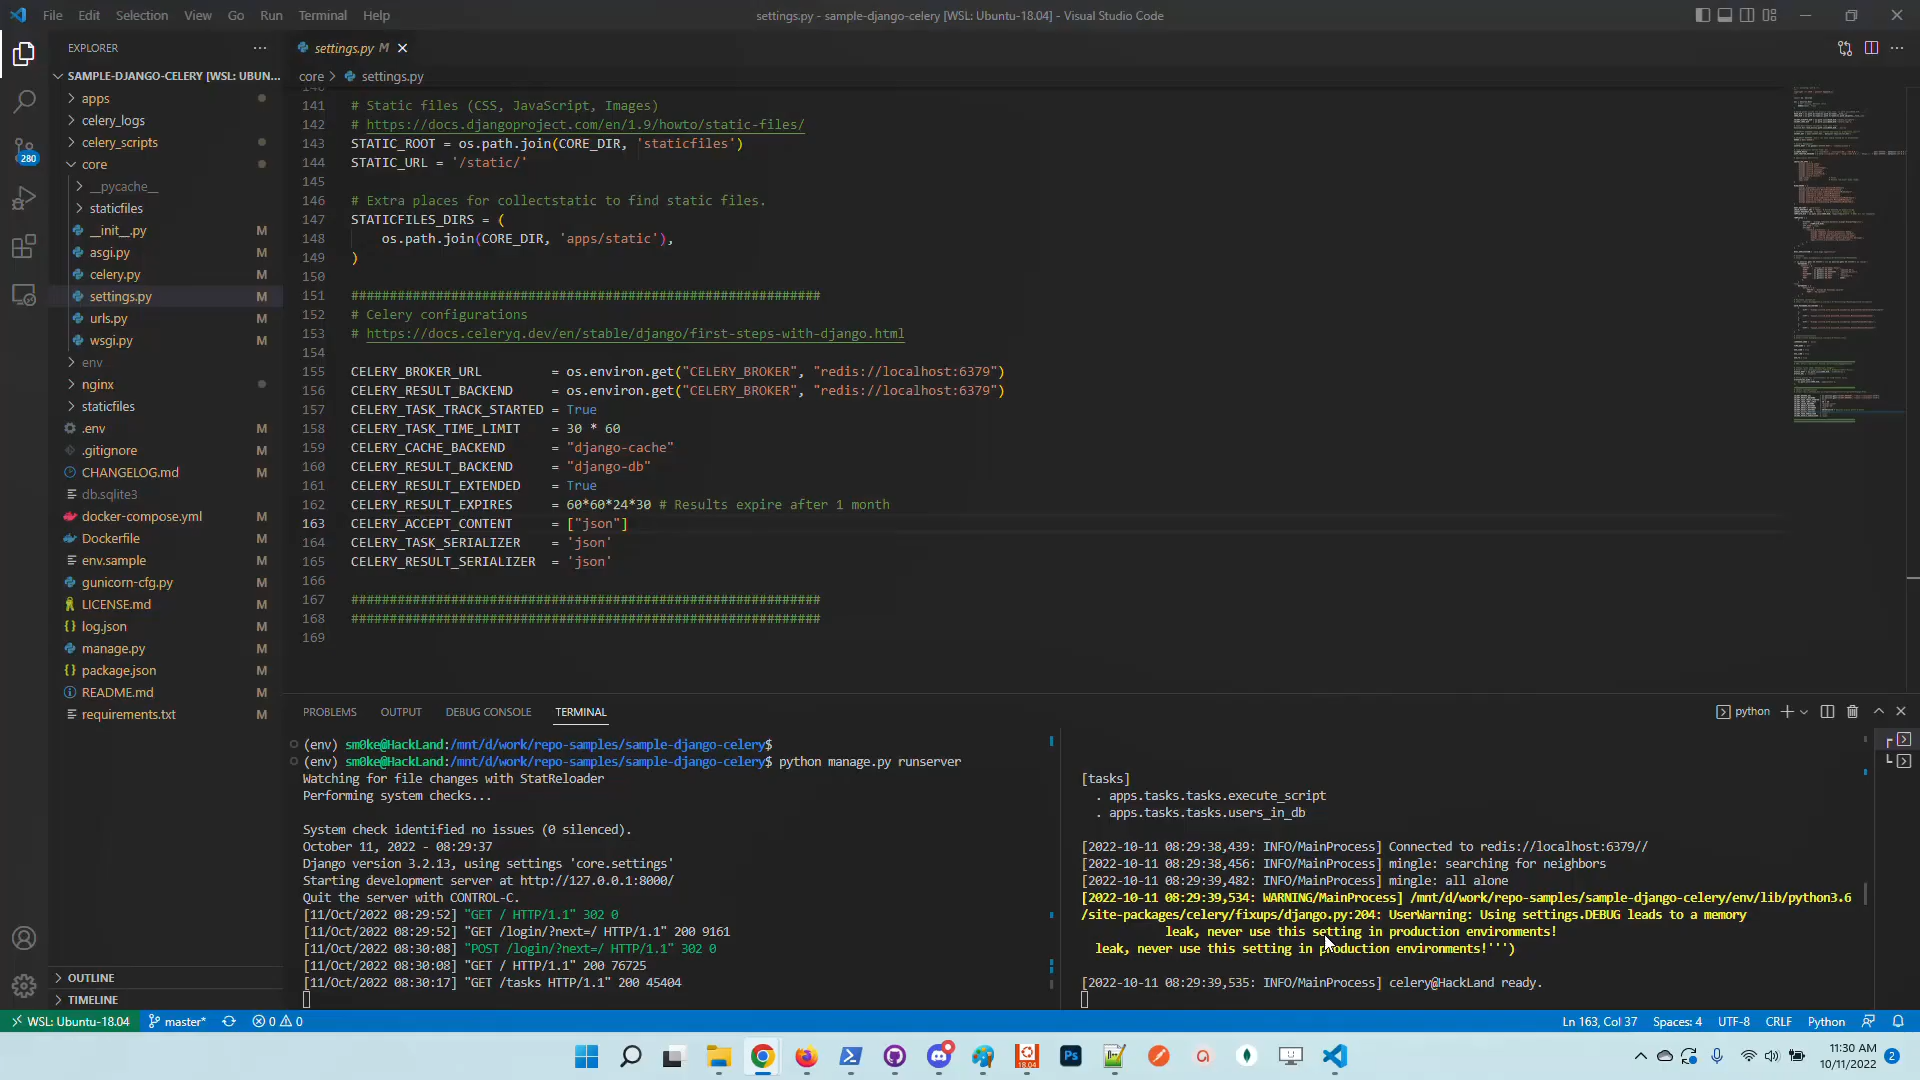 File Edit Selection View Go Run Terminal Help
settings.py - sample-django-celery [WSL: Ubuntu-18.04] - Visual Studio Code
EXPLORER
SAMPLE-DJANGO-CELERY [WSL: UBUN...
apps
celery_logs
celery_scripts
core
__pycache__
staticfiles
__init__.py M
asgi.py M
celery.py M
settings.py M
urls.py M
wsgi.py M
env
nginx
staticfiles
.env M
.gitignore M
CHANGELOG.md M
db.sqlite3
docker-compose.yml M
Dockerfile M
env.sample M
gunicorn-cfg.py M
LICENSE.md M
log.json M
manage.py M
package.json M
README.md M
requirements.txt M
OUTLINE
TIMELINE
280
settings.py M
core > settings.py
141 # Static files (CSS, JavaScript, Images)
142 # https://docs.djangoproject.com/en/1.9/howto/static-files/
143 STATIC_ROOT = os.path.join(CORE_DIR, 'staticfiles')
144 STATIC_URL = '/static/'
145
146 # Extra places for collectstatic to find static files.
147 STATICFILES_DIRS = (
148 os.path.join(CORE_DIR, 'apps/static'),
149 )
150
151 #############################################################
152 # Celery configurations
153 # https://docs.celeryq.dev/en/stable/django/first-steps-with-django.html
154
155 CELERY_BROKER_URL = os.environ.get("CELERY_BROKER", "redis://localhost:6379")
156 CELERY_RESULT_BACKEND = os.environ.get("CELERY_BROKER", "redis://localhost:6379")
157 CELERY_TASK_TRACK_STARTED = True
158 CELERY_TASK_TIME_LIMIT = 30 * 60
159 CELERY_CACHE_BACKEND = "django-cache"
160 CELERY_RESULT_BACKEND = "django-db"
161 CELERY_RESULT_EXTENDED = True
162 CELERY_RESULT_EXPIRES = 60*60*24*30 # Results expire after 1 month
163 CELERY_ACCEPT_CONTENT = ["json"]
164 CELERY_TASK_SERIALIZER = 'json'
165 CELERY_RESULT_SERIALIZER = 'json'
166
167 #############################################################
168 #############################################################
169
PROBLEMS OUTPUT DEBUG CONSOLE TERMINAL
python
(env) sm0ke@HackLand:/mnt/d/work/repo-samples/sample-django-celery$
(env) sm0ke@HackLand:/mnt/d/work/repo-samples/sample-django-celery$ python manage.py runserver
Watching for file changes with StatReloader
Performing system checks...
System check identified no issues (0 silenced).
October 11, 2022 - 08:29:37
Django version 3.2.13, using settings 'core.settings'
Starting development server at http://127.0.0.1:8000/
Quit the server with CONTROL-C.
[11/Oct/2022 08:29:52] "GET / HTTP/1.1" 302 0
[11/Oct/2022 08:29:52] "GET /login/?next=/ HTTP/1.1" 200 9161
[11/Oct/2022 08:30:08] "POST /login/?next=/ HTTP/1.1" 302 0
[11/Oct/2022 08:30:08] "GET / HTTP/1.1" 200 76725
[11/Oct/2022 08:30:17] "GET /tasks HTTP/1.1" 200 45404
[tasks]
. apps.tasks.tasks.execute_script
. apps.tasks.tasks.users_in_db
[2022-10-11 08:29:38,439: INFO/MainProcess] Connected to redis://localhost:6379//
[2022-10-11 08:29:38,456: INFO/MainProcess] mingle: searching for neighbors
[2022-10-11 08:29:39,482: INFO/MainProcess] mingle: all alone
[2022-10-11 08:29:39,534: WARNING/MainProcess] /mnt/d/work/repo-samples/sample-django-celery/env/lib/python3.6
/site-packages/celery/fixups/django.py:204: UserWarning: Using settings.DEBUG leads to a memory
leak, never use this setting in production environments!
leak, never use this setting in production environments!''')
[2022-10-11 08:29:39,535: INFO/MainProcess] celery@HackLand ready.
WSL: Ubuntu-18.04 master* 0 0
Ln 163, Col 37 Spaces: 4 UTF-8 CRLF Python
18.04
Ps
11:30 AM
10/11/2022
2